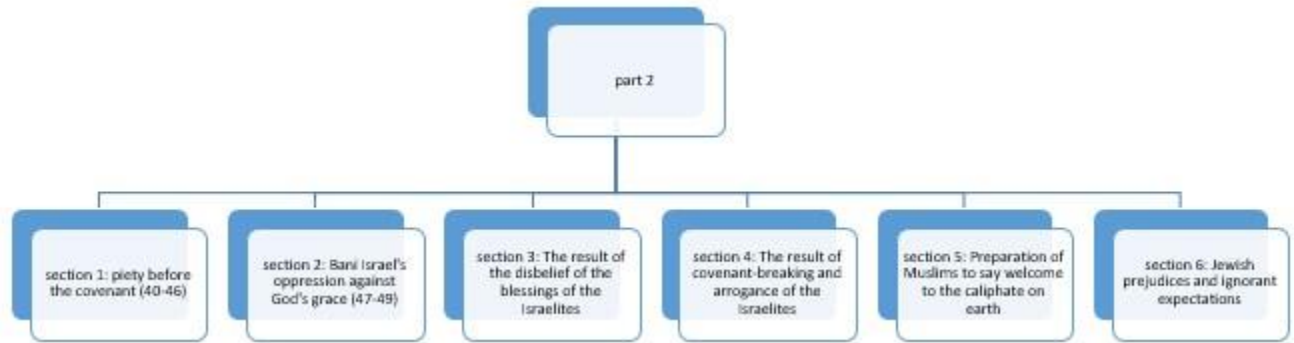 part 2
section 1: piety before
the covenant (40-46)
section 2: Bani Israel's
oppression against
God's grace (47-49)
section 3: The result of
the disbelief of the
blessings of the
Israelites
section 4: The result of
covenant-breaking and
arrogance of the
Israelites
section 5: Preparation of
Muslims to say welcome
to the caliphate on
earth
section 6: Jewish
prejudices and ignorant
expectations